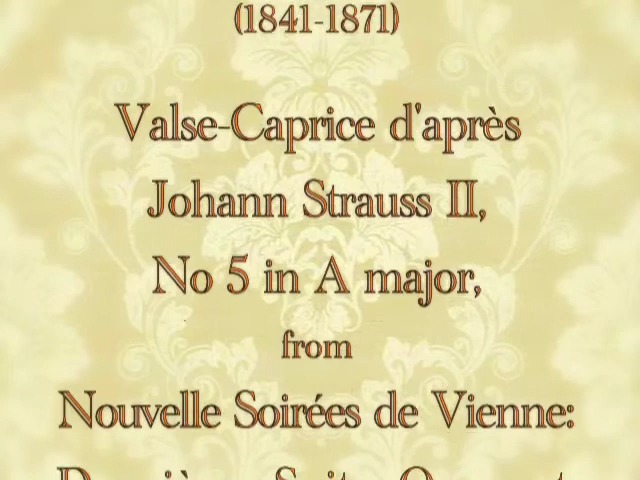 (1841-1871)
Valse-Caprice d'après
Johann Strauss II,
No 5 in A major,
from
Nouvelle Soirées de Vienne: